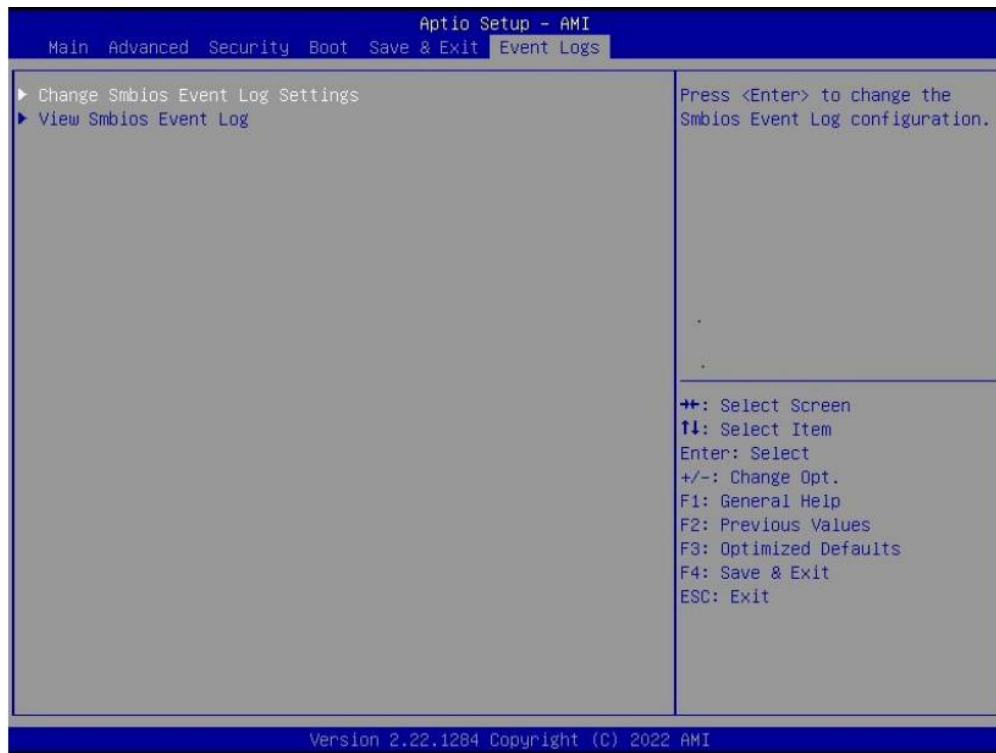 Aptio Setup – AMI
Main Advanced Security Boot Save & Exit Event Logs
▶ Change Smbios Event Log Settings
▶ View Smbios Event Log
Press <Enter> to change the
Smbios Event Log configuration.
→←: Select Screen
↑↓: Select Item
Enter: Select
+/-: Change Opt.
F1: General Help
F2: Previous Values
F3: Optimized Defaults
F4: Save & Exit
ESC: Exit
Version 2.22.1284 Copyright (C) 2022 AMI